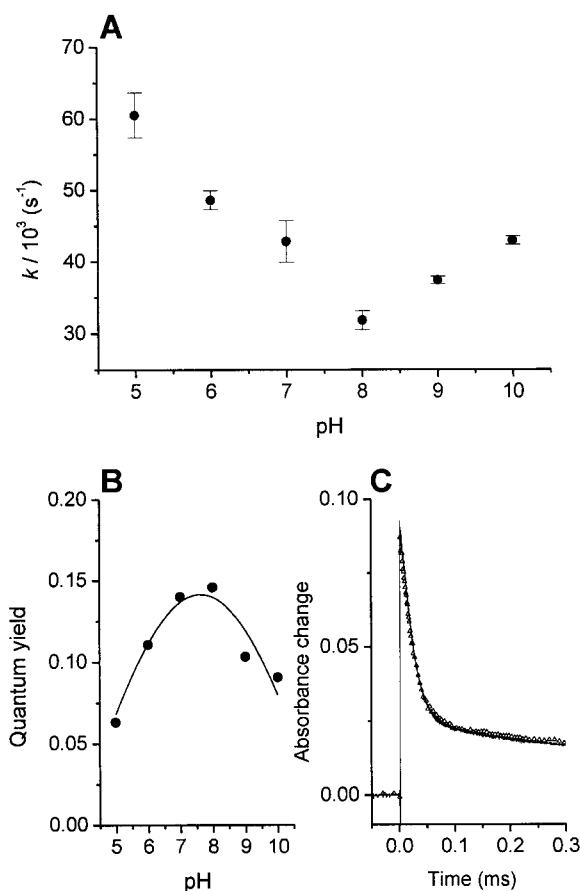 A
70
60
50
40
30
k / 10³ (s⁻¹)
5 6 7 8 9 10
pH
B
0.20
0.15
0.10
0.05
0.00
Quantum yield
5 6 7 8 9 10
pH
C
0.10
0.05
0.00
Absorbance change
0.0 0.1 0.2 0.3
Time (ms)